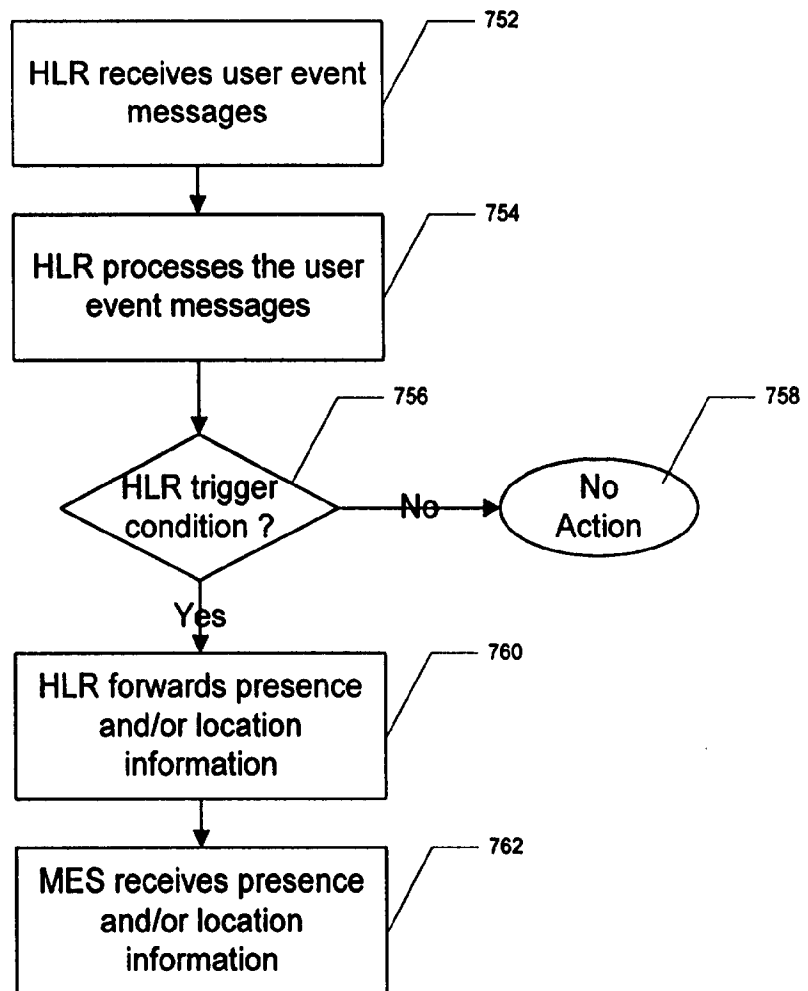 752
HLR receives user event
messages
754
HLR processes the user
event messages
756
758
HLR trigger
condition ?
No
No
Action
Yes
760
HLR forwards presence
and/or location
information
762
MES receives presence
and/or location
information